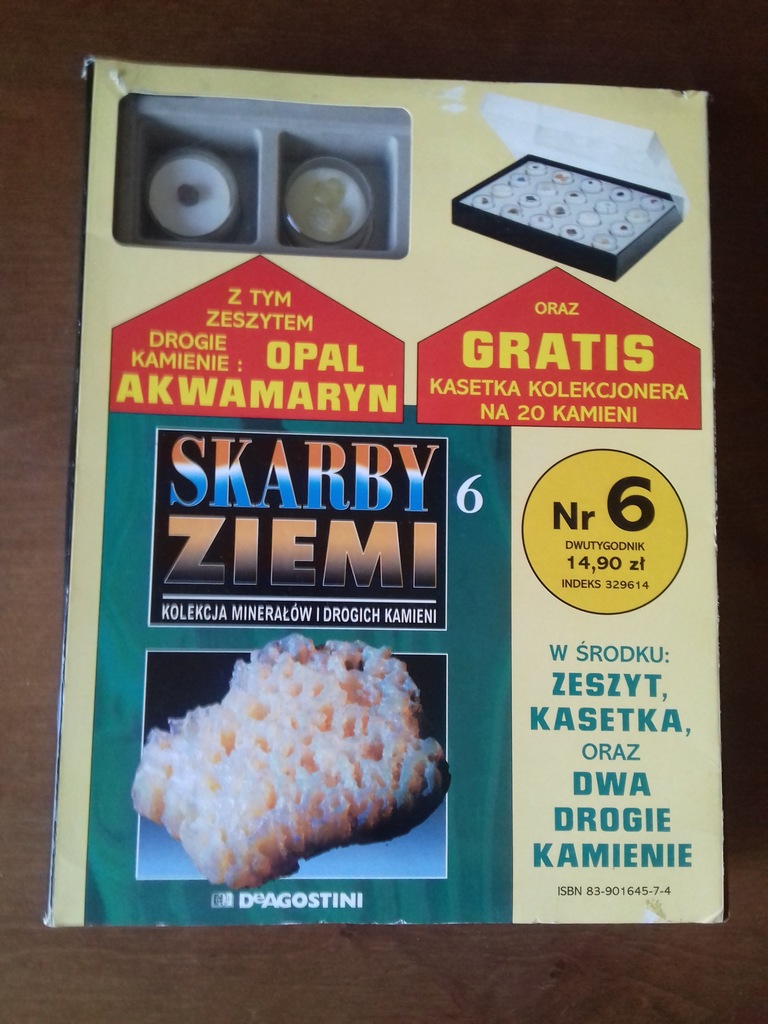 Z TYM
ZESZYTEM
DROGIE
KAMIENIE : OPAL
AKWAMARYN
ORAZ
GRATIS
KASETKA KOLEKCJONERA
NA 20 KAMIENI
SKARBY
ZIEMI
KOLEKCJA MINERAŁÓW I DROGICH KAMIENI
6
Nr 6
DWUTYGODNIK
14,90 zł
INDEKS 329614
W ŚRODKU:
ZESZYT,
KASETKA,
ORAZ
DWA
DROGIE
KAMIENIE
ISBN 83-901645-7-4
DeAGOSTINI